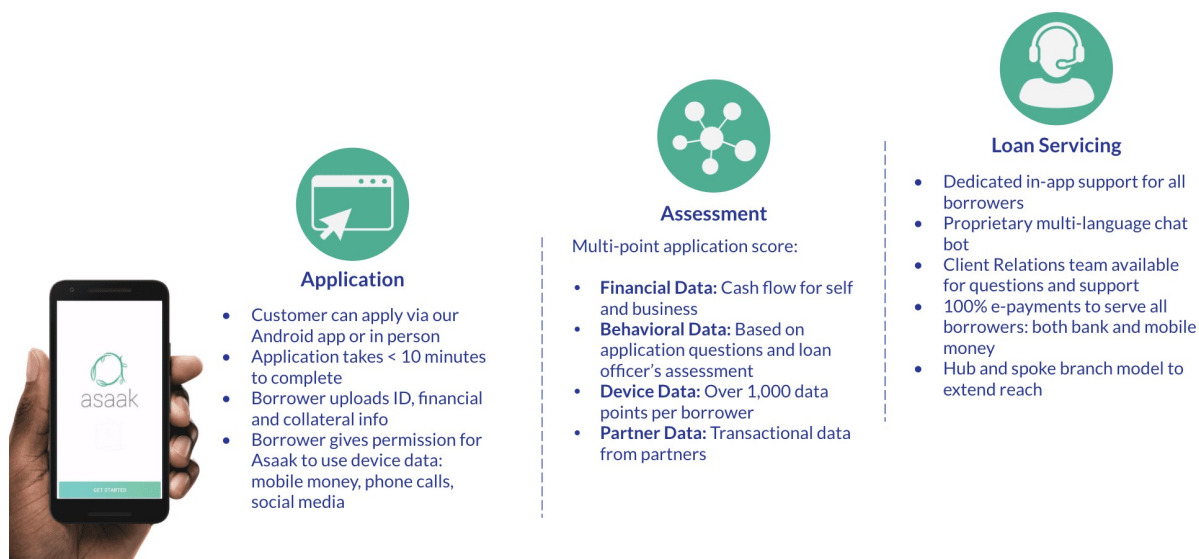 asaak
GET STARTED
Application
• Customer can apply via our
Android app or in person
• Application takes < 10 minutes
to complete
• Borrower uploads ID, financial
and collateral info
• Borrower gives permission for
Asaak to use device data:
mobile money, phone calls,
social media
Assessment
Multi-point application score:
• Financial Data: Cash flow for self
and business
• Behavioral Data: Based on
application questions and loan
officer's assessment
• Device Data: Over 1,000 data
points per borrower
• Partner Data: Transactional data
from partners
Loan Servicing
• Dedicated in-app support for all
borrowers
• Proprietary multi-language chat
bot
• Client Relations team available
for questions and support
• 100% e-payments to serve all
borrowers: both bank and mobile
money
• Hub and spoke branch model to
extend reach